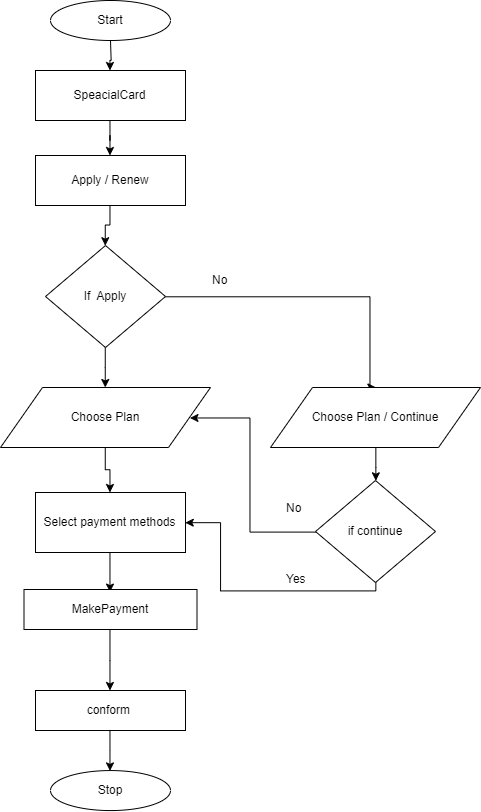 Start
SpeacialCard
Apply / Renew
If Apply
No
Choose Plan
Choose Plan / Continue
Select payment methods
No
if continue
Yes
MakePayment
conform
Stop